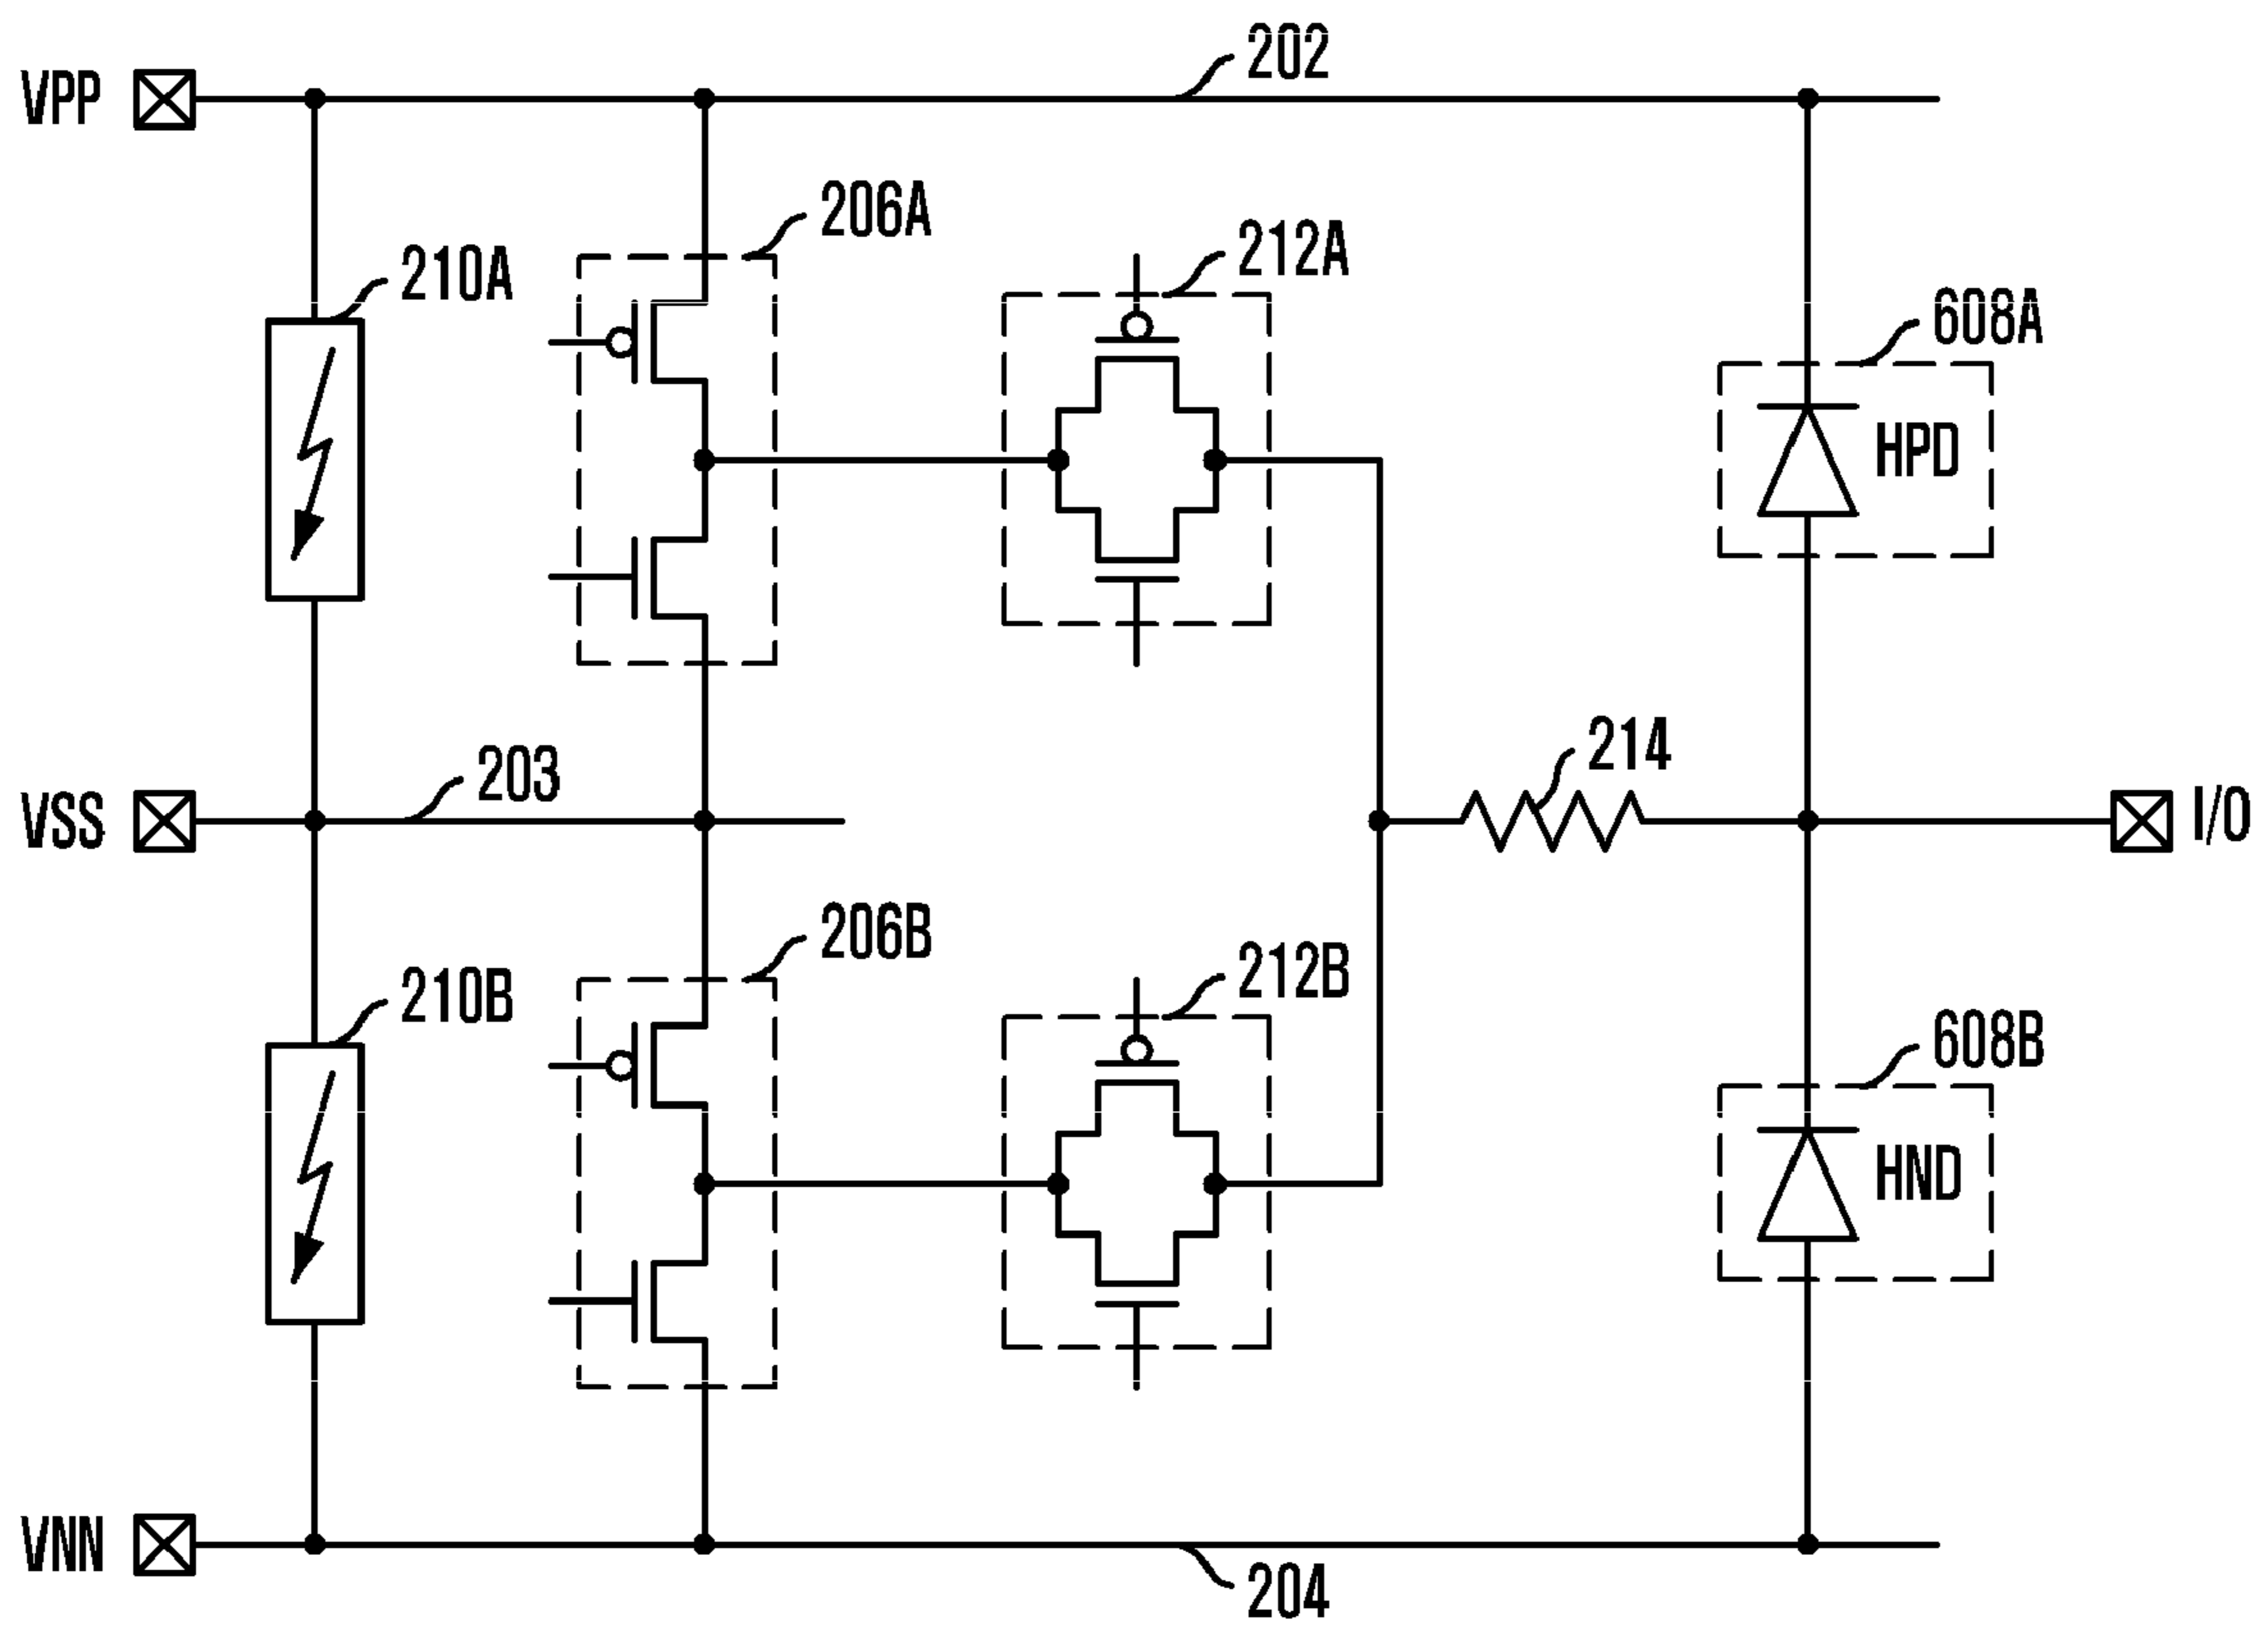 202
VPP
206A
212A
210A
608A
HPD
214
203
VSS
I/O
206B
212B
210B
608B
HND
VNN
204